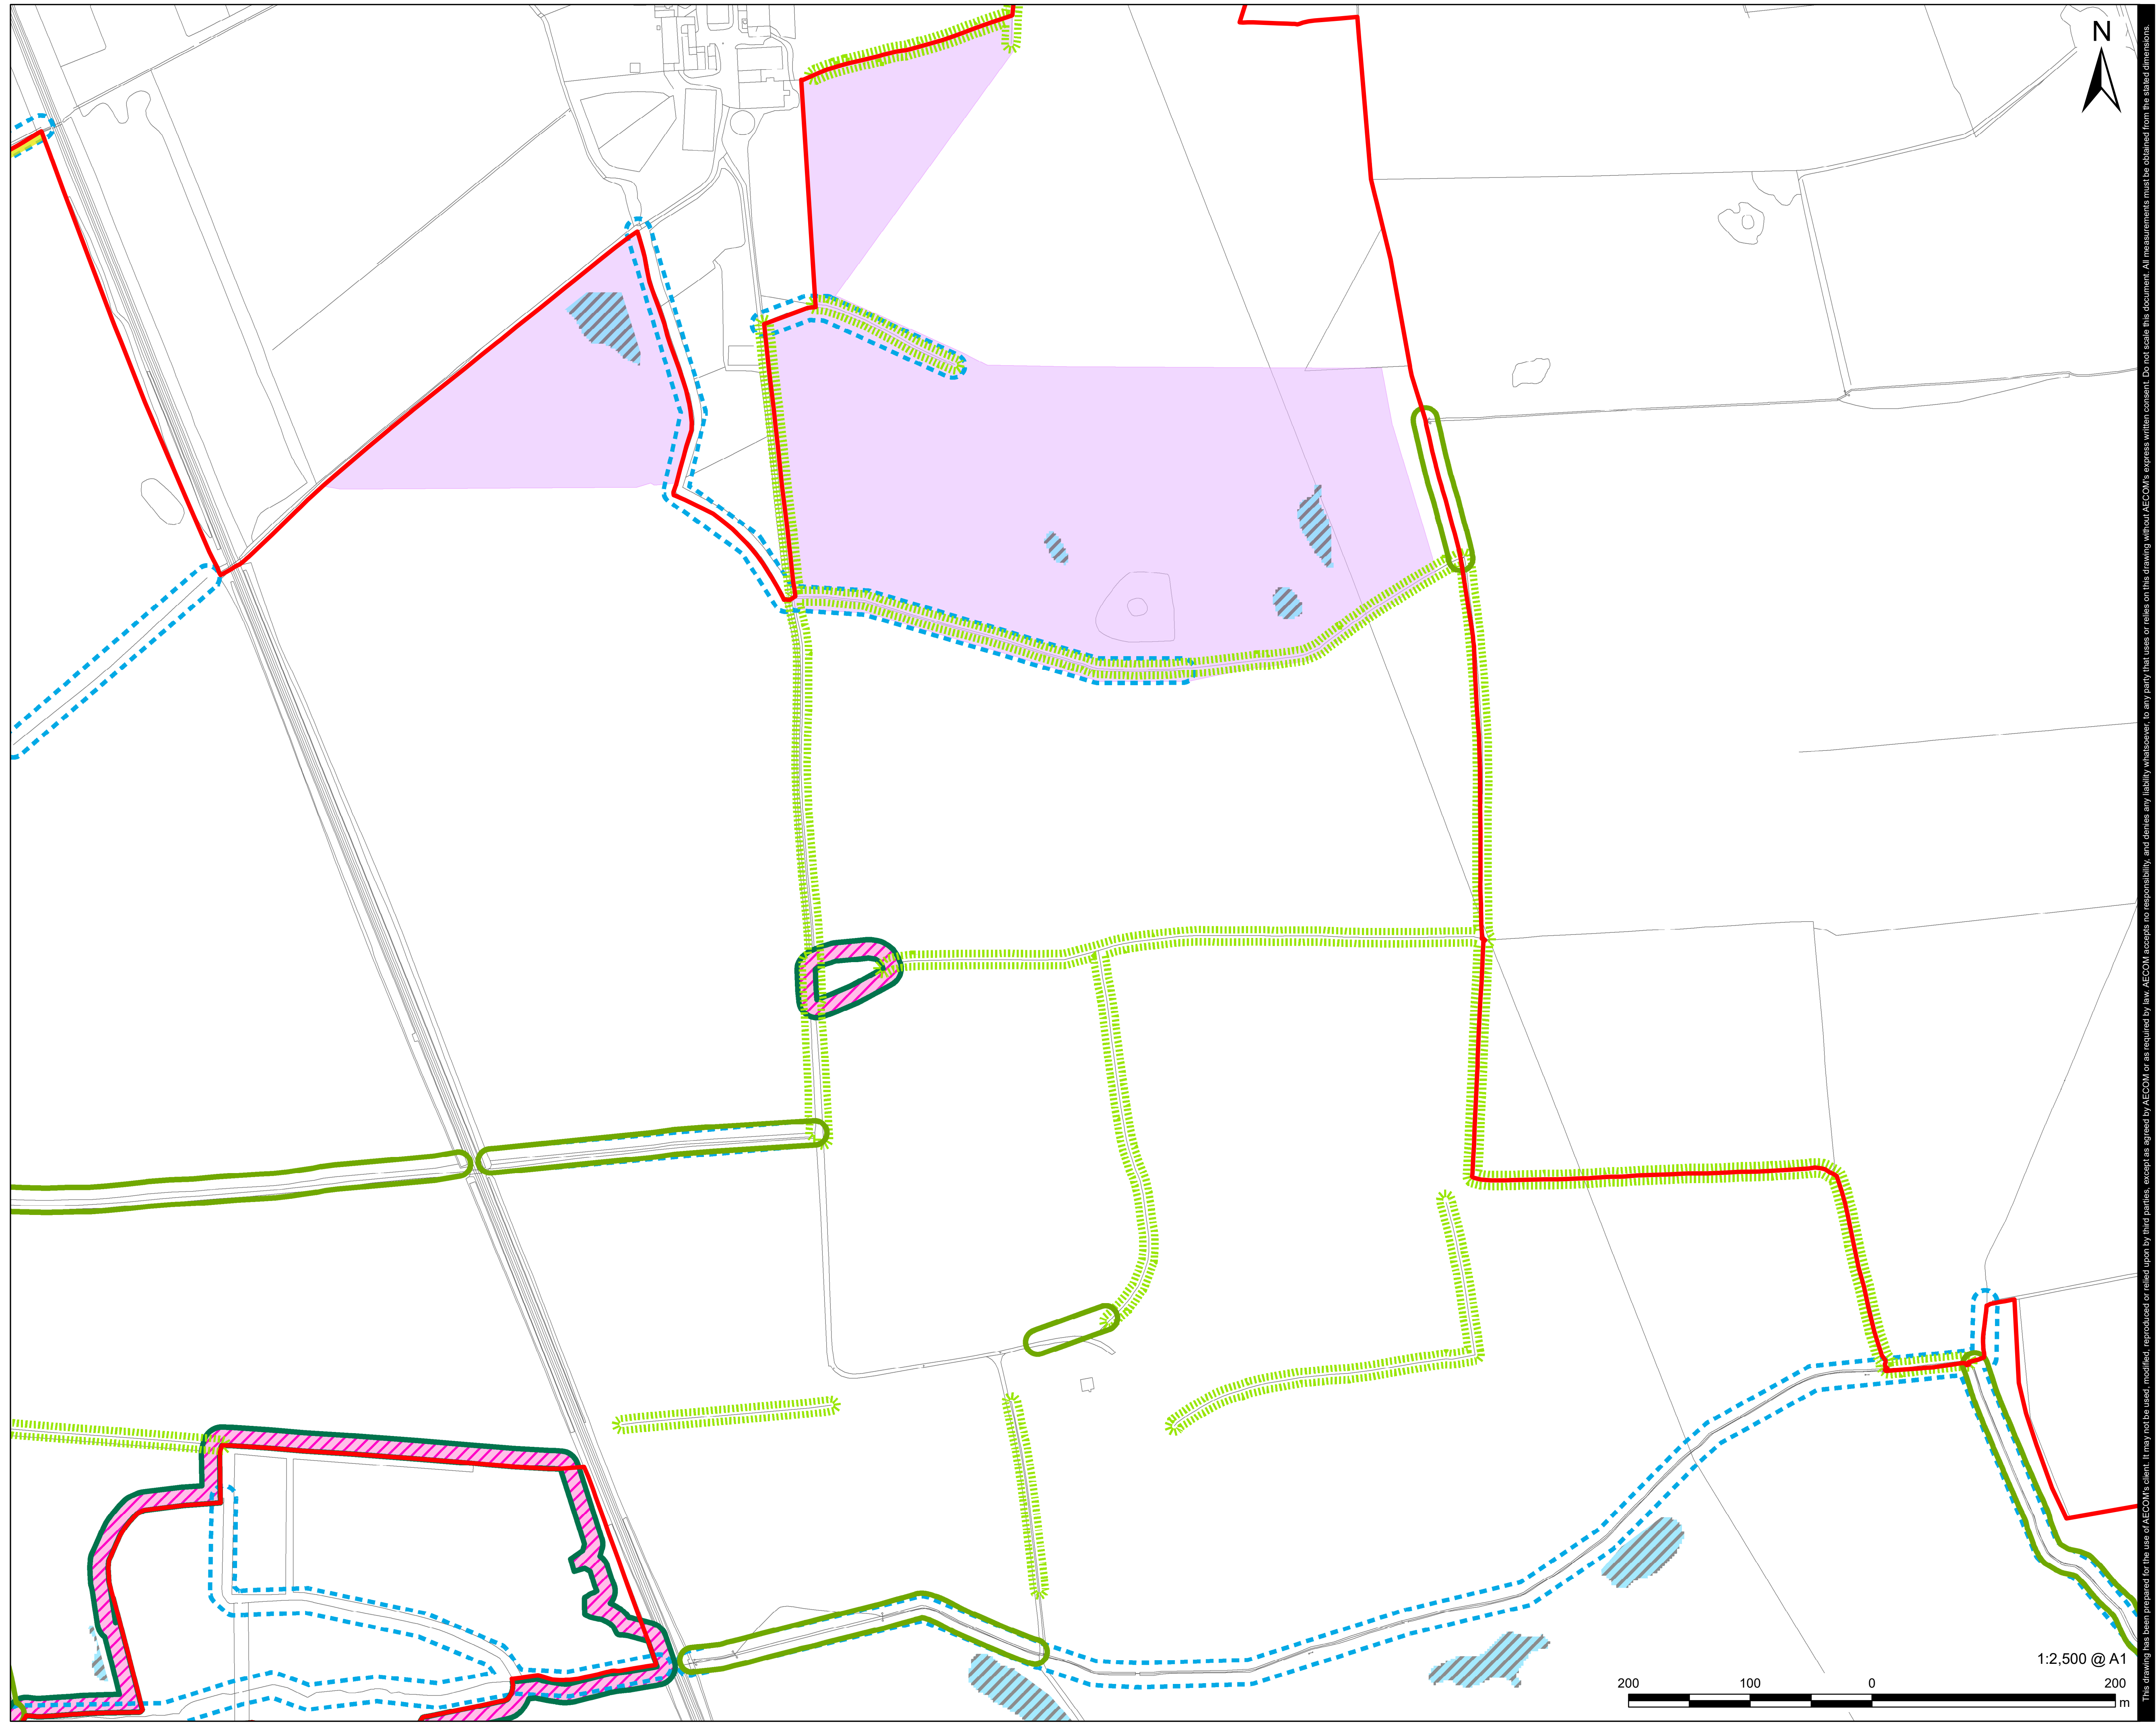 N
This drawing has been prepared for the use of AECOM's client. It may not be used, modified, reproduced or relied upon by third parties, except as agreed by AECOM or as required by law. AECOM accepts no responsibility, and denies any liability whatsoever, to any party that uses or relies on this drawing without AECOM's express written consent. Do not scale this document. All measurements must be obtained from the stated dimensions.
1:2,500 @ A1
200 100 0 200
m